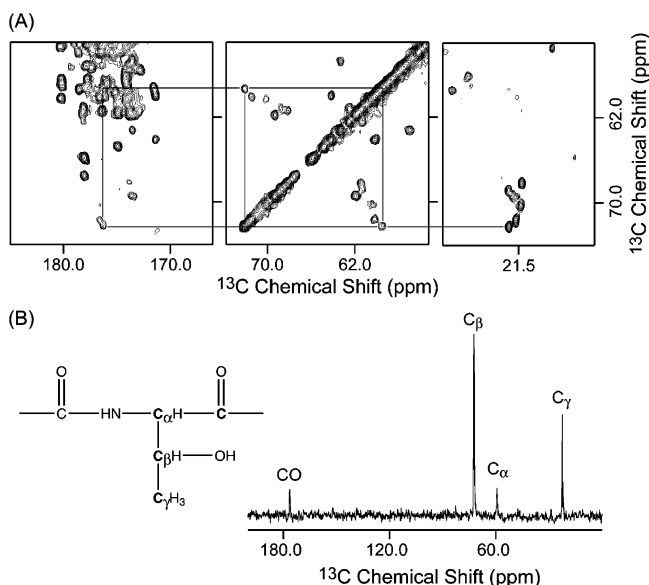 (A)
180.0 170.0 70.0 62.0 21.5
62.0
70.0
13C Chemical Shift (ppm)
13C Chemical Shift (ppm)
(B)
O O
C HN CαH C
CβH OH
CγH3
CO Cβ Cα Cγ
180.0 120.0 60.0
13C Chemical Shift (ppm)